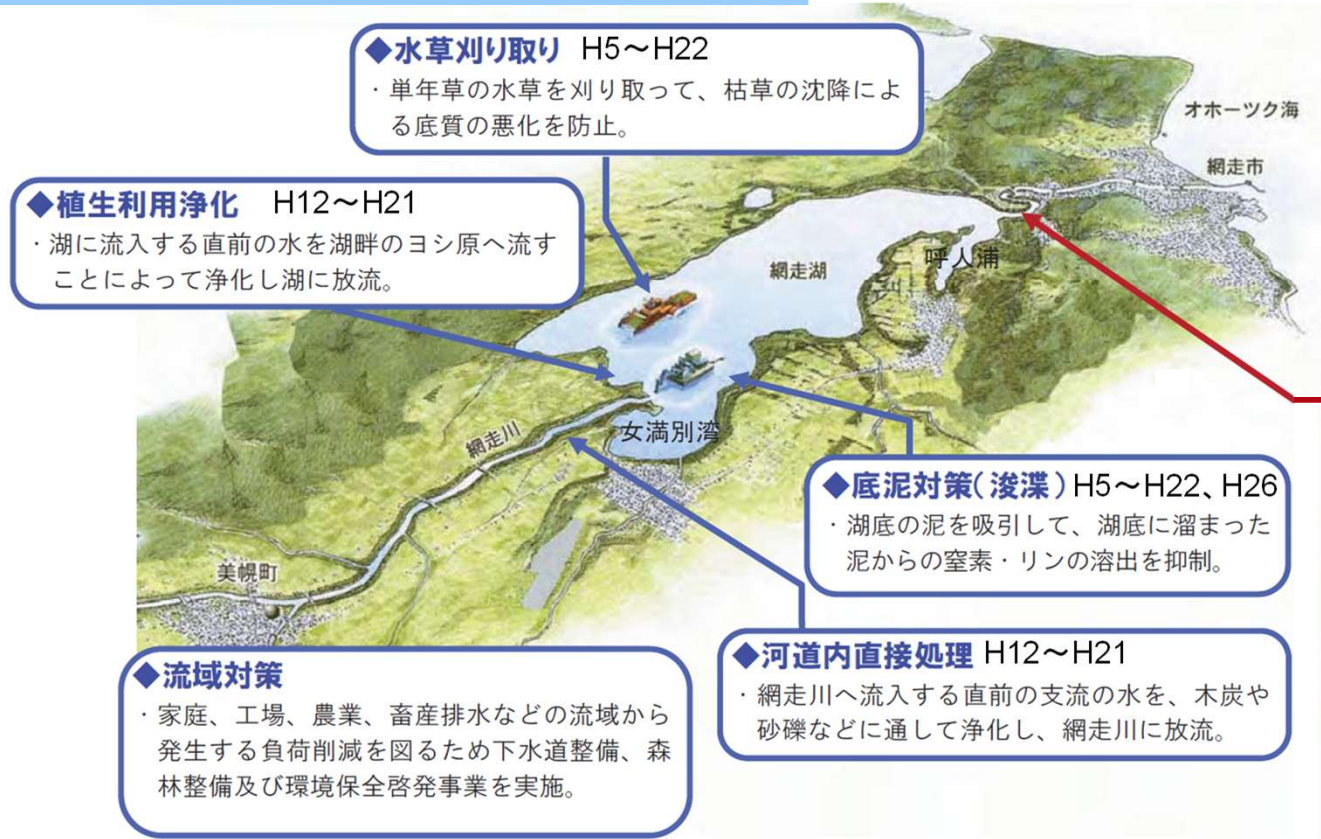 ◆水草刈り取り H5～H22
・単年草の水草を刈り取って、枯草の沈降によ
る底質の悪化を防止。
オホーツク海
網走市
◆植生利用浄化 H12～H21
・湖に流入する直前の水を湖畔のヨシ原へ流す
ことによって浄化し湖に放流。
網走湖
呼人浦
網走川
女満別湾
美幌町
◆底泥対策(浚渫) H5～H22、H26
・湖底の泥を吸引して、湖底に溜まった
泥からの窒素・リンの溶出を抑制。
◆流域対策
・家庭、工場、農業、畜産排水などの流域から
発生する負荷削減を図るため下水道整備、森
林整備及び環境保全啓発事業を実施。
◆河道内直接処理 H12～H21
・網走川へ流入する直前の支流の水を、木炭や
砂礫などに通して浄化し、網走川に放流。